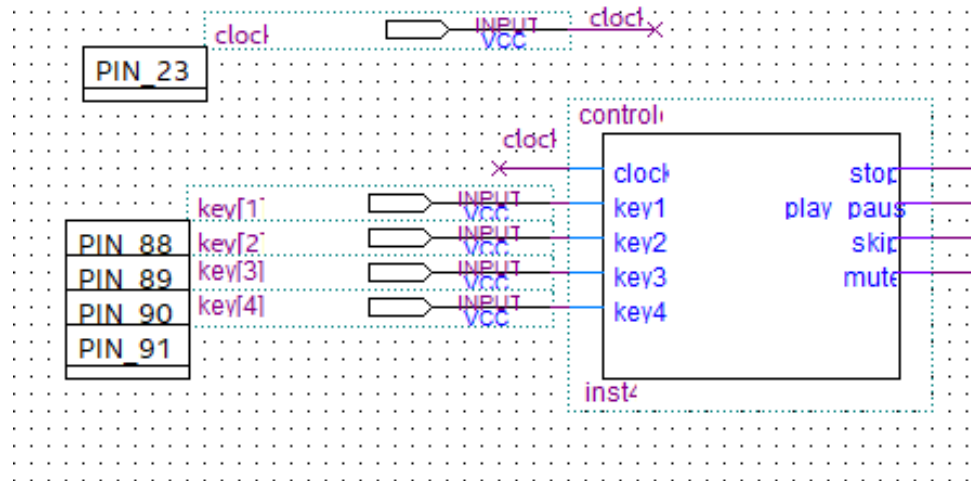 clock
INPUT
VCC
clock
PIN_23
control
clock
clock
stop
key[1]
INPUT
VCC
key1
play_paus
PIN_88
key[2]
INPUT
VCC
key2
skip
PIN_89
key[3]
INPUT
VCC
key3
mute
PIN_90
key[4]
INPUT
VCC
key4
PIN_91
inst4